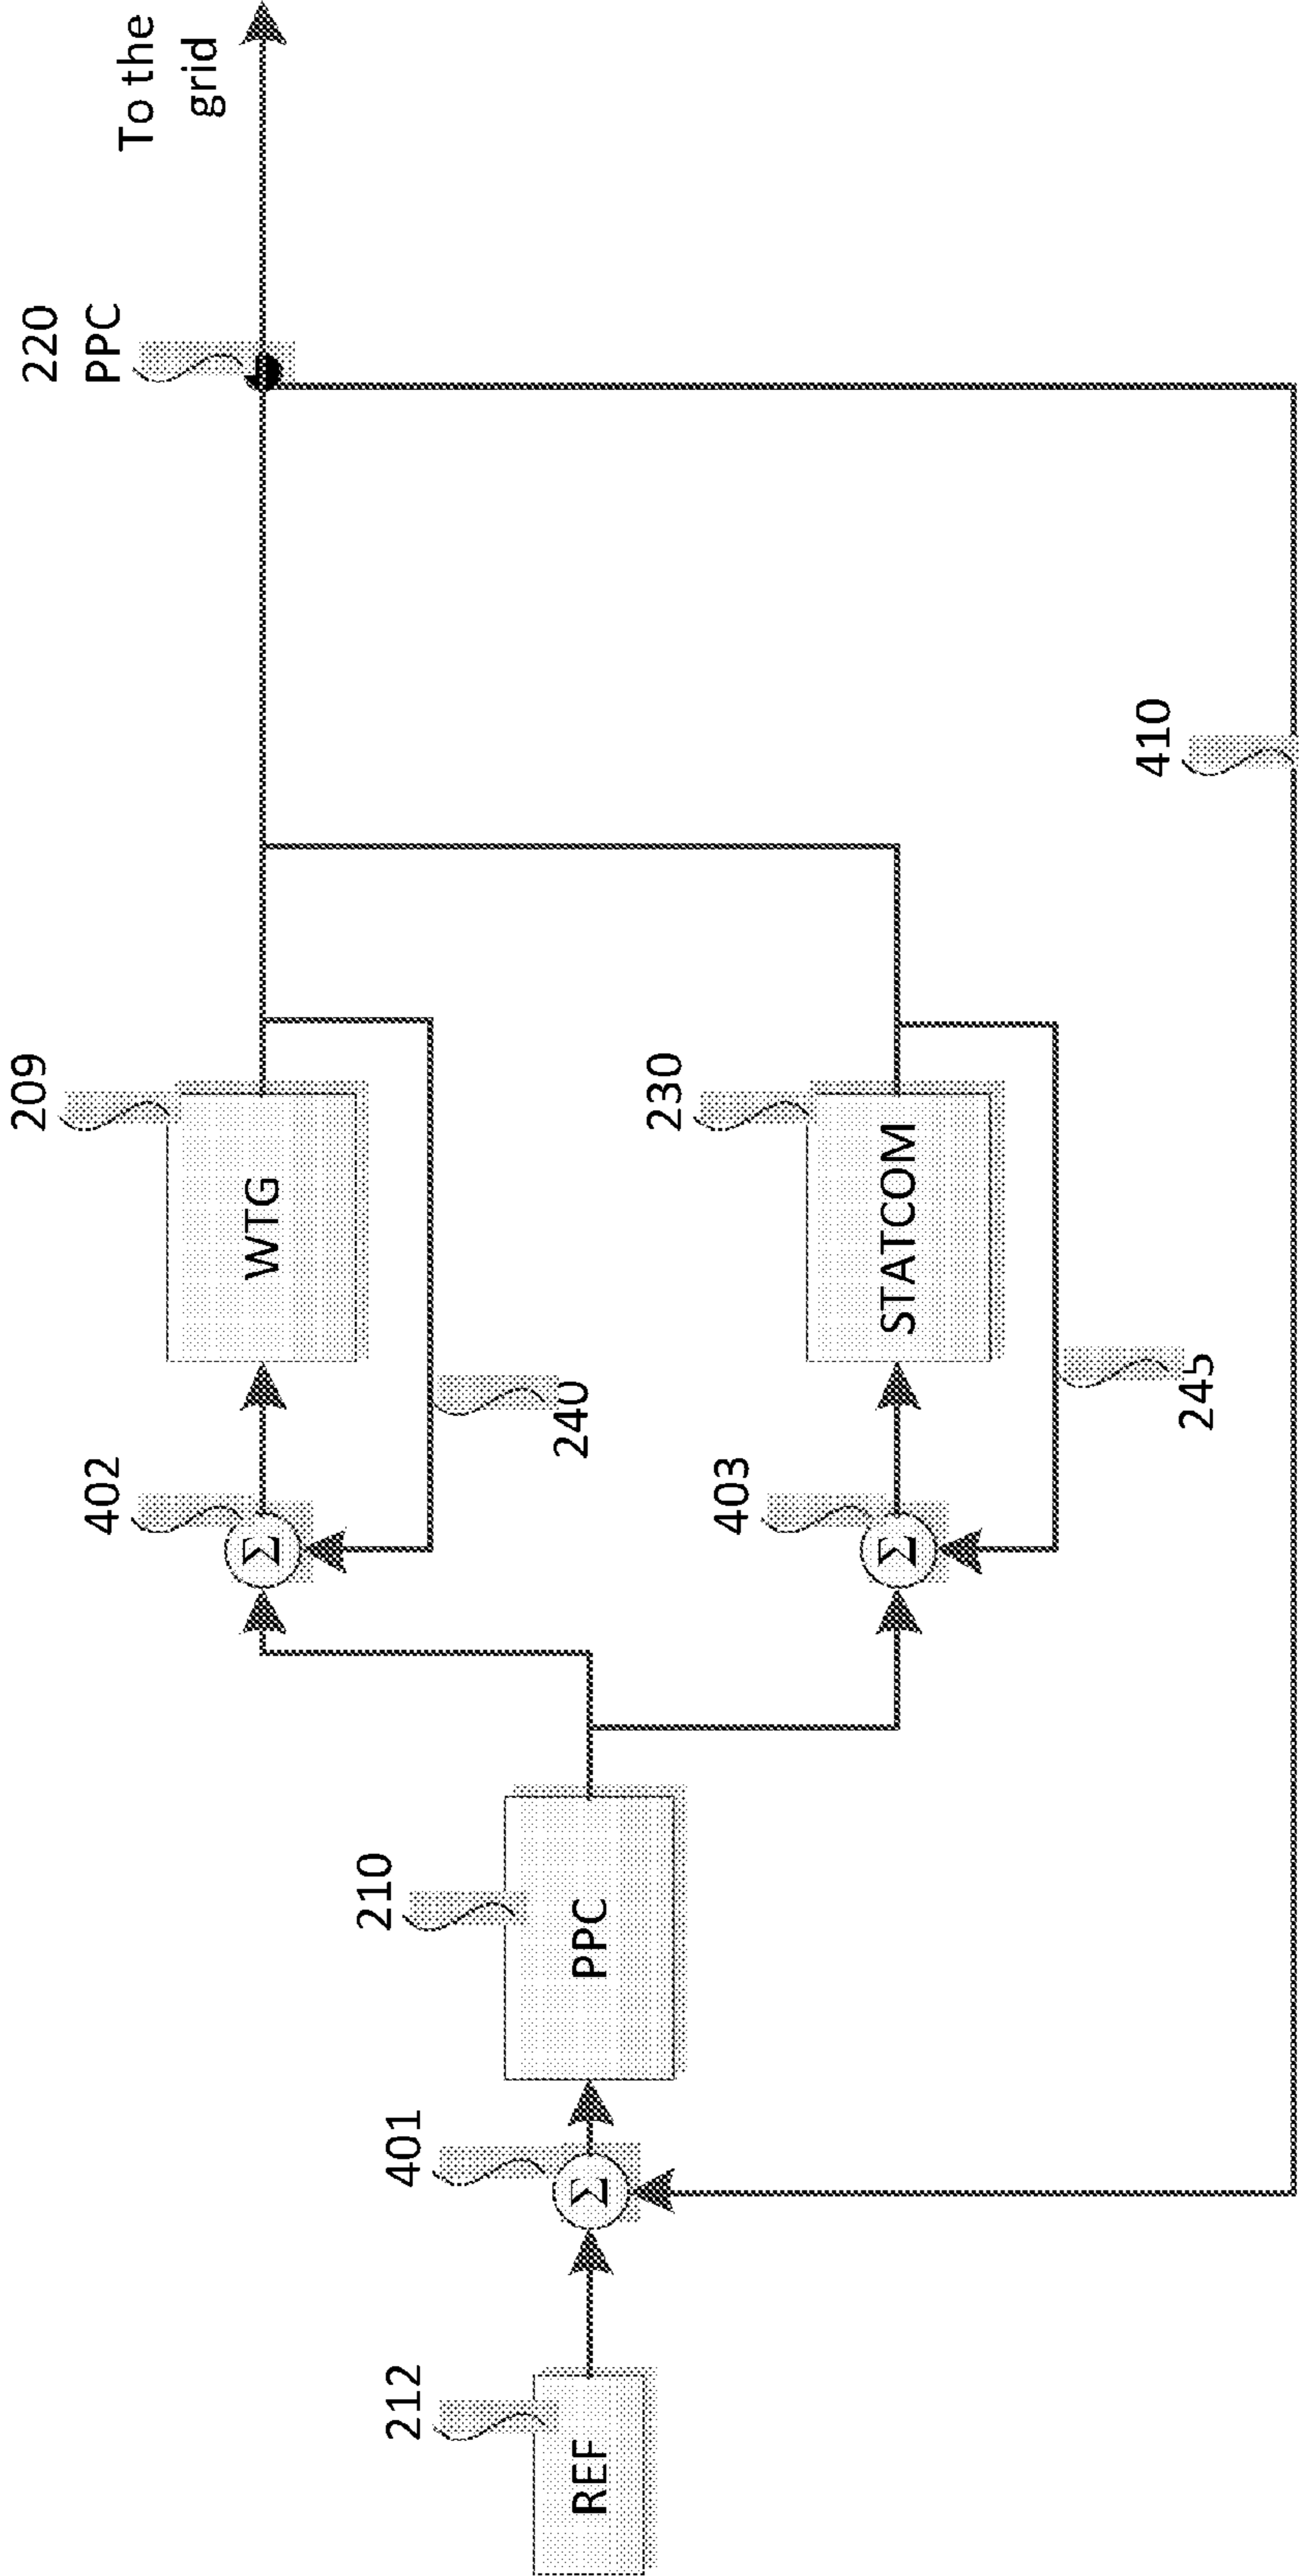 REF
212
Σ
401
PPC
210
Σ
402
Σ
403
WTG
209
240
STATCOM
230
245
410
220
PPC
To the
grid